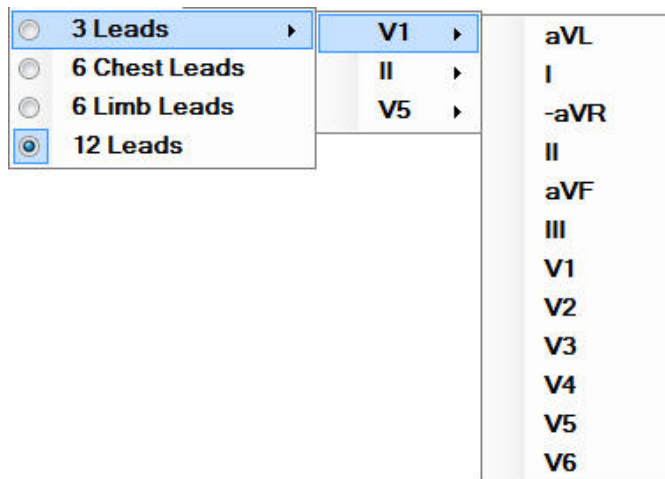 3 Leads
6 Chest Leads
6 Limb Leads
12 Leads
V1
II
V5
aVL
I
-aVR
II
aVF
III
V1
V2
V3
V4
V5
V6